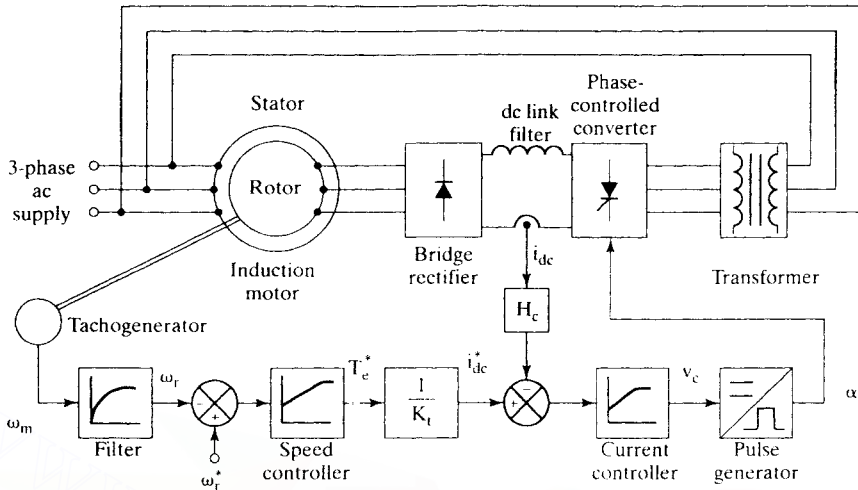 Phase-
controlled
converter
dc link
filter
Stator
3-phase
ac
supply
Rotor
Induction
motor
Bridge
rectifier
i_dc
Transformer
H_c
Tachogenerator
ω_m
Filter
ω_r
ω_r*
Speed
controller
T_e*
1
K_t
i_dc*
Current
controller
v_c
Pulse
generator
α
- +
+ -